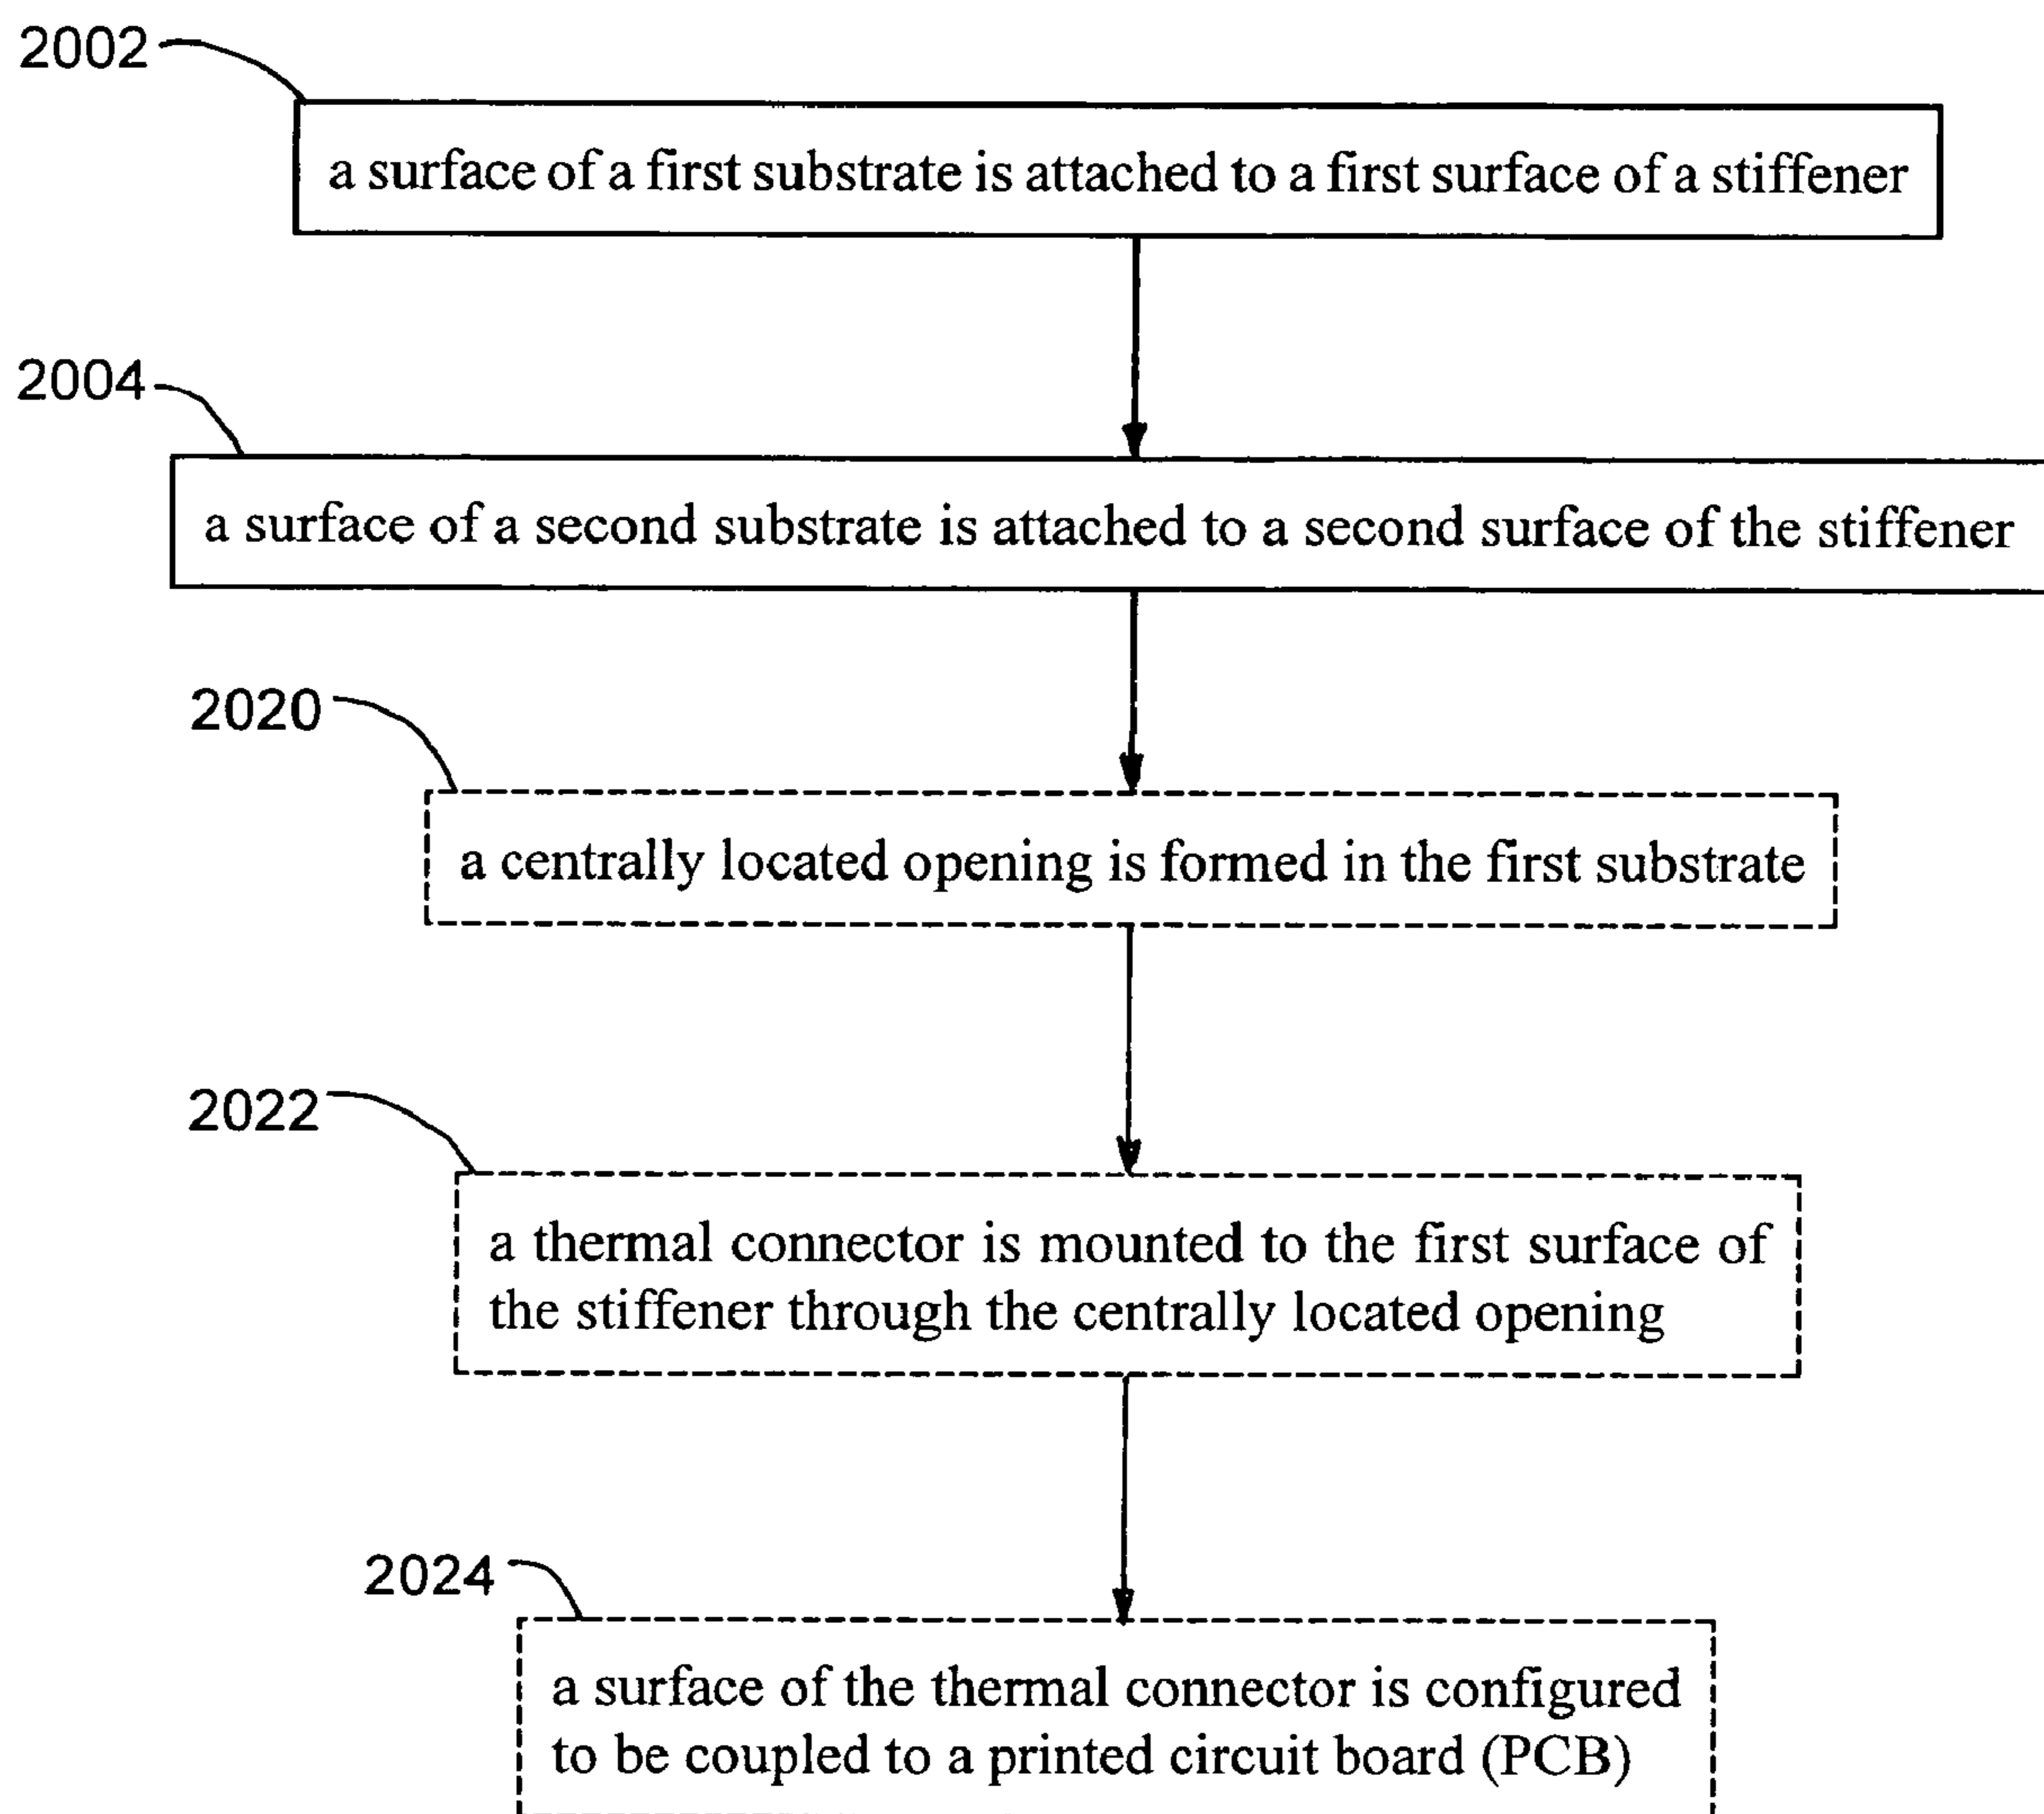 2002
a surface of a first substrate is attached to a first surface of a stiffener
2004
a surface of a second substrate is attached to a second surface of the stiffener
2020
a centrally located opening is formed in the first substrate
2022
a thermal connector is mounted to the first surface of
the stiffener through the centrally located opening
2024
a surface of the thermal connector is configured
to be coupled to a printed circuit board (PCB)